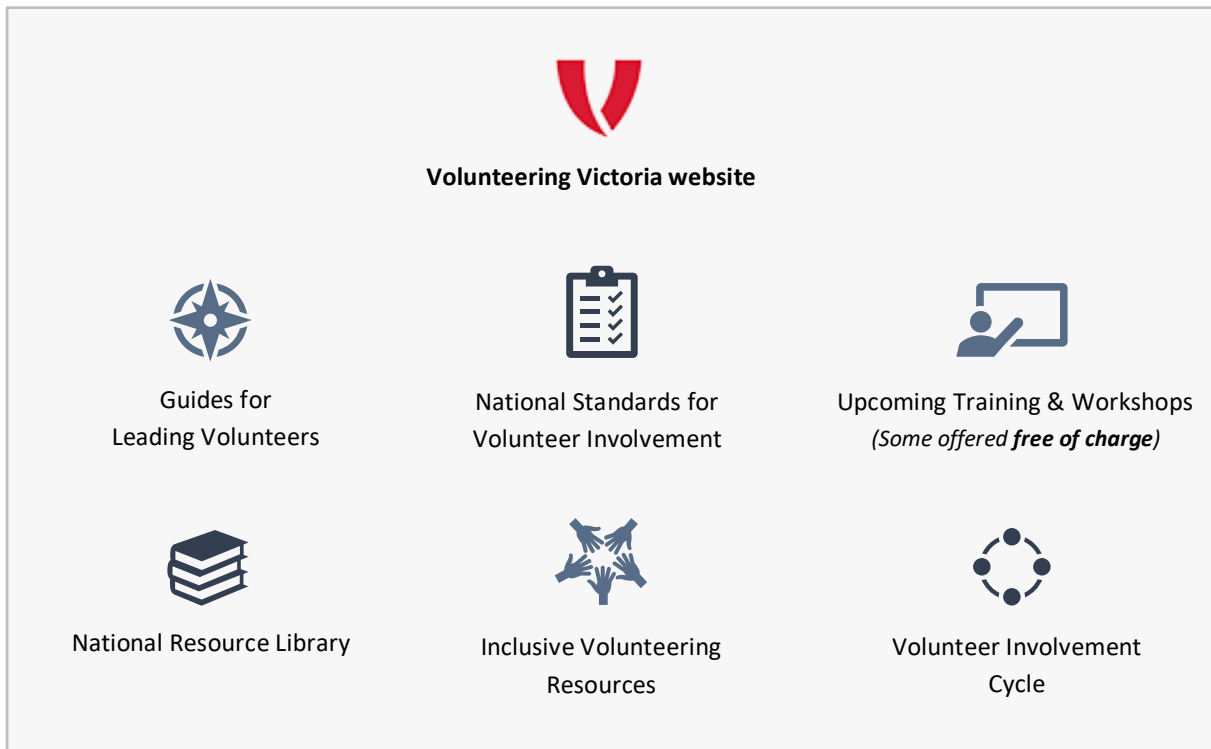 Volunteering Victoria website
Guides for
Leading Volunteers
National Standards for
Volunteer Involvement
Upcoming Training & Workshops
(Some offered free of charge)
National Resource Library
Inclusive Volunteering
Resources
Volunteer Involvement
Cycle